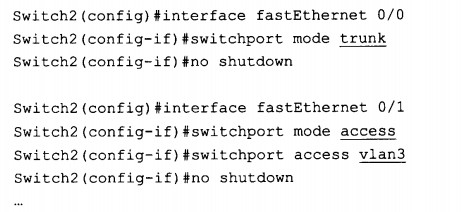 Switch2(config)#interface fastEthernet 0/0
Switch2(config-if)#switchport mode trunk
Switch2(config-if)#no shutdown
Switch2(config)#interface fastEthernet 0/1
Switch2(config-if)#switchport mode access
Switch2(config-if)#switchport access vlan3
Switch2(config-if)#no shutdown
…